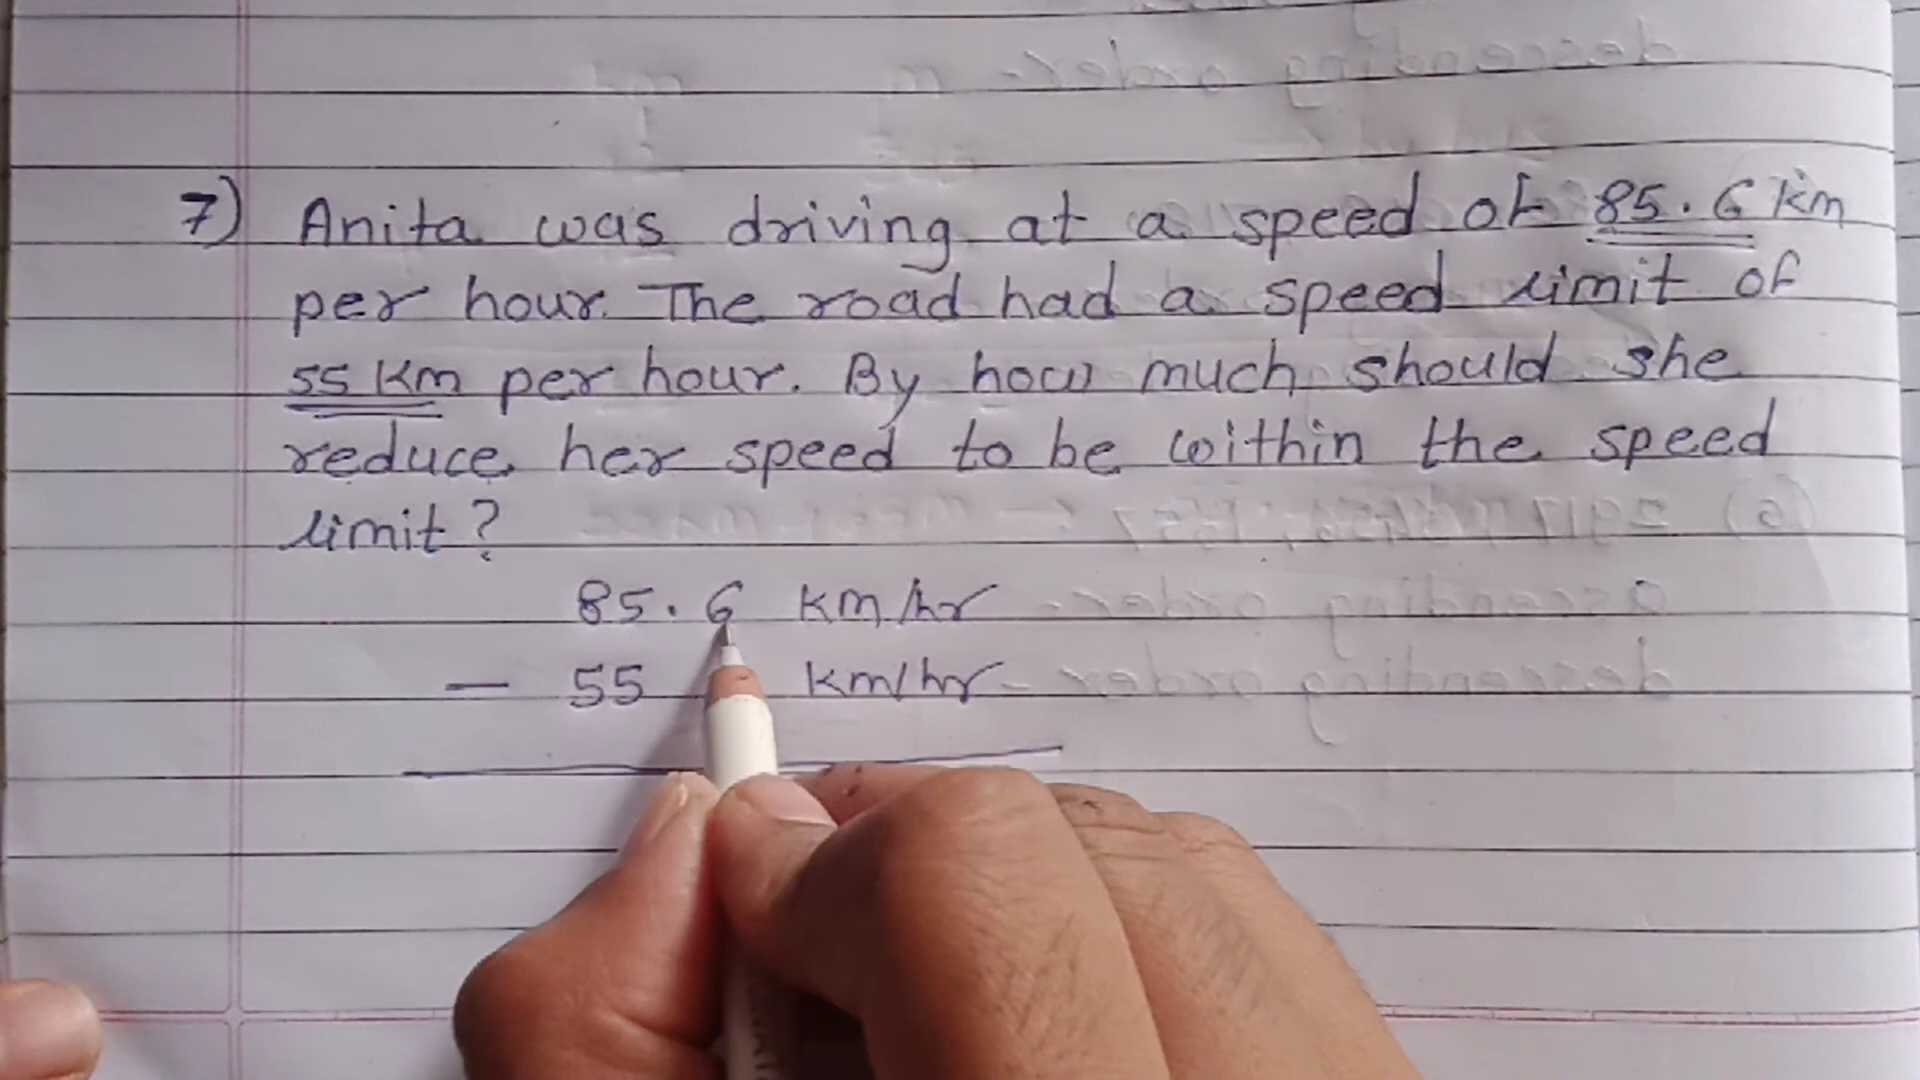 7) Anita was driving at a speed of 85.6 km
per hour. The road had a speed limit of
55 Km per hour. By how much should she
reduce her speed to be within the speed
limit?
85.6 km/hr
- 55 km/hr